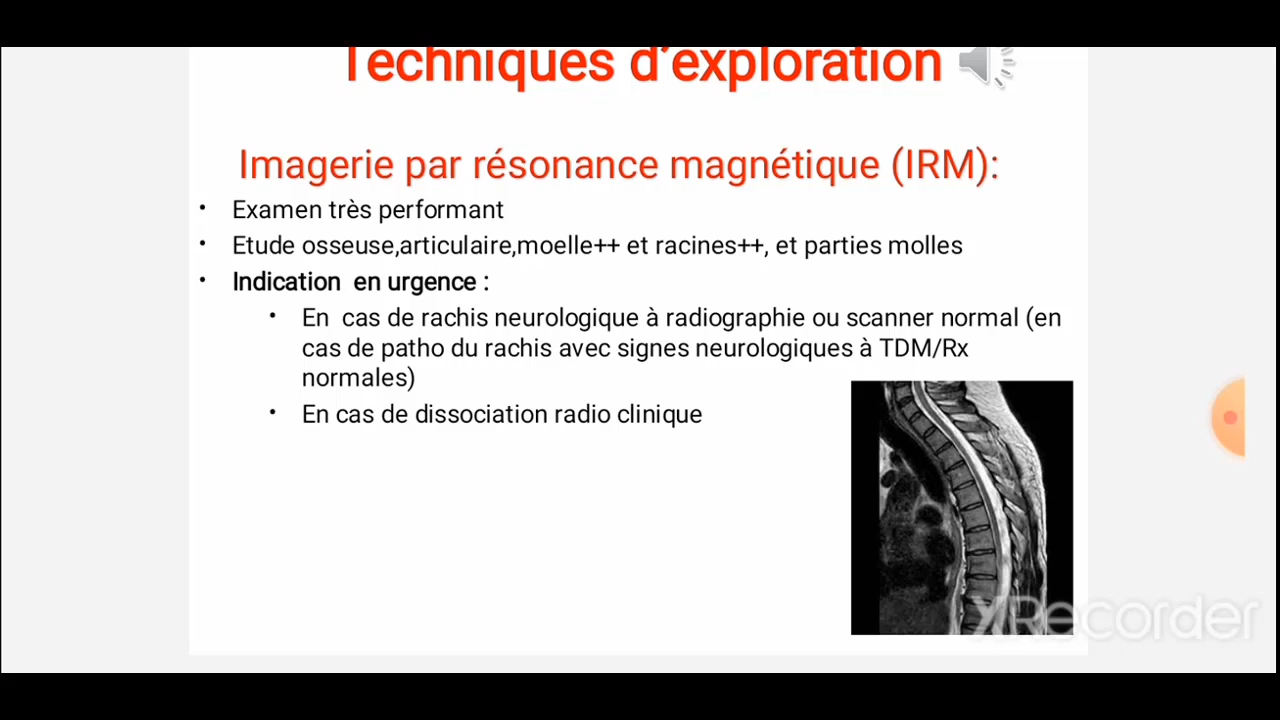 Techniques d'exploration
Imagerie par résonance magnétique (IRM):
• Examen très performant
• Etude osseuse,articulaire,moelle++ et racines++, et parties molles
• Indication en urgence :
• En cas de rachis neurologique à radiographie ou scanner normal (en
cas de patho du rachis avec signes neurologiques à TDM/Rx
normales)
• En cas de dissociation radio clinique
XRecorder